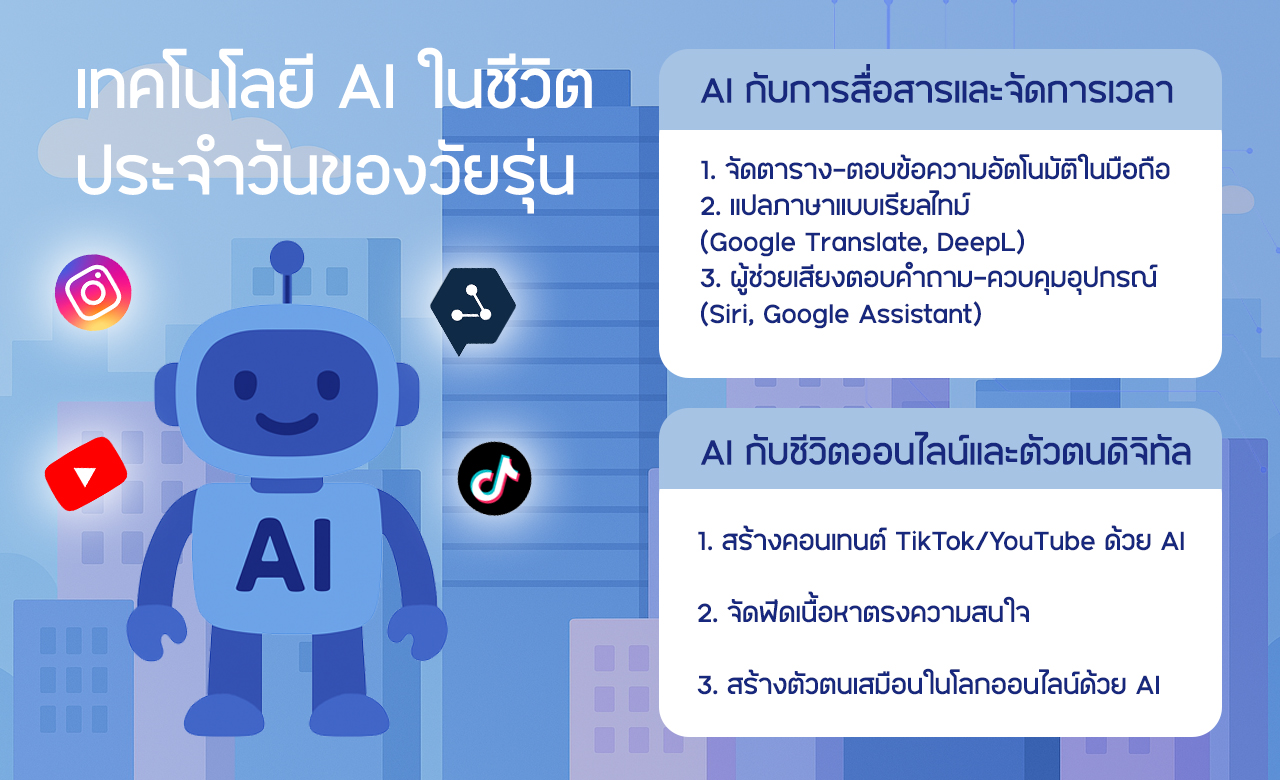 เทคโนโลยี AI ในชีวิต
ประจำวันของวัยรุ่น
AI
AI กับการสื่อสารและจัดการเวลา
1. จัดตาราง-ตอบข้อความอัตโนมัติในมือถือ
2. แปลภาษาแบบเรียลไทม์
(Google Translate, DeepL)
3. ผู้ช่วยเสียงตอบคำถาม-ควบคุมอุปกรณ์
(Siri, Google Assistant)
AI กับชีวิตออนไลน์และตัวตนดิจิทัล
1. สร้างคอนเทนต์ TikTok/YouTube ด้วย AI
2. จัดฟีดเนื้อหาตรงความสนใจ
3. สร้างตัวตนเสมือนในโลกออนไลน์ด้วย AI